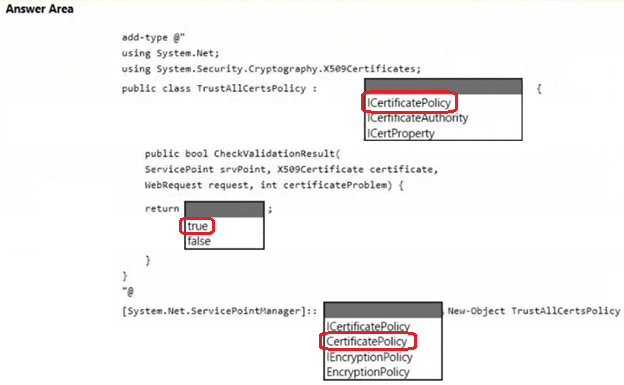 Answer Area
add-type @"
using System.Net;
using System.Security.Cryptography.X509Certificates;
public class TrustAllCertsPolicy : {
ICertificatePolicy
ICerfificateAuthority
ICertProperty
public bool CheckValidationResult(
ServicePoint srvPoint, X509Certificate certificate,
WebRequest request, int certificateProblem) {
return ;
true
false
}
}
"@
[System.Net.ServicePointManager]:: New-Object TrustAllCertsPolicy
ICertificatePolicy
CertificatePolicy
IEncryptionPolicy
EncryptionPolicy